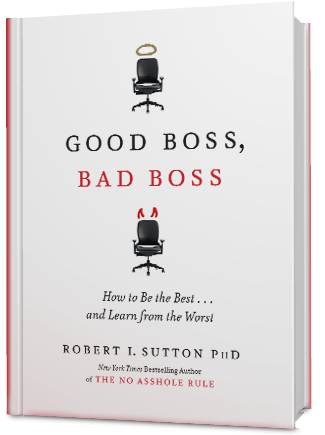 GOOD BOSS,
BAD BOSS
How to Be the Best . . .
and Learn from the Worst
ROBERT I. SUTTON PHD
New York Times Bestselling Author
of THE NO ASSHOLE RULE